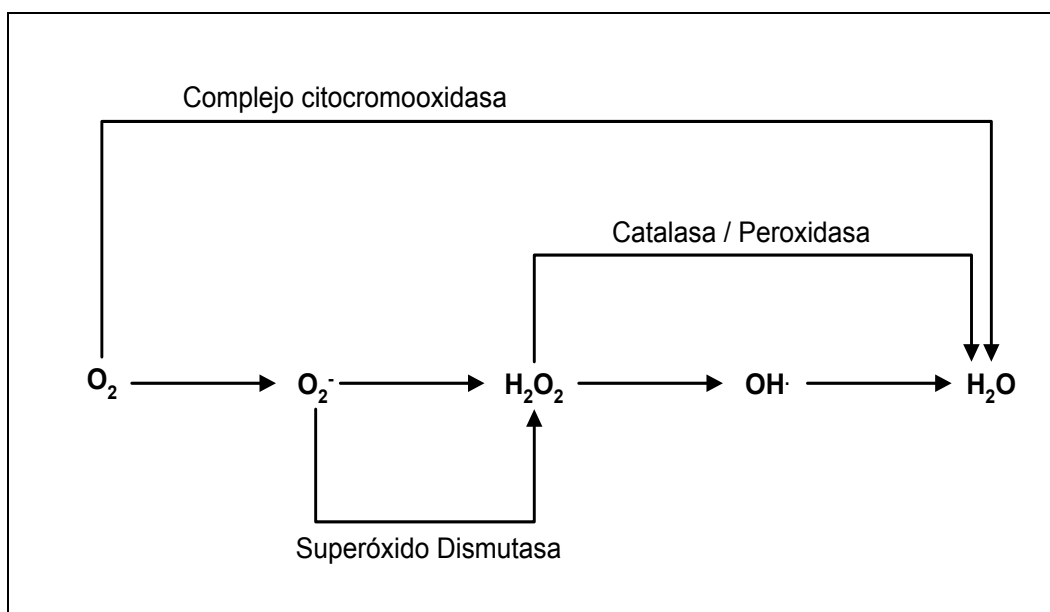 Complejo citocromooxidasa
Catalasa / Peroxidasa
O₂ O₂⁻ H₂O₂ OH· H₂O
Superóxido Dismutasa